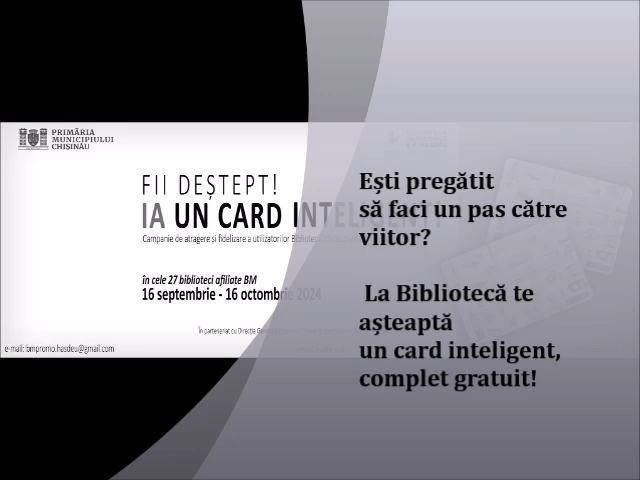 PRIMĂRIA
MUNICIPIULUI
CHIȘINĂU
FII DEȘTEPT!
IA UN CARD INTELIGENT!
Campanie de atragere și fidelizare a utilizatorilor
în cele 27 biblioteci afiliate BM
16 septembrie - 16 octombrie 2024
În parteneriat cu Direcția
e-mail: bmpromo.hasdeu@gmail.com
Ești pregătit
să faci un pas către
viitor?
La Bibliotecă te
așteaptă
un card inteligent,
complet gratuit!